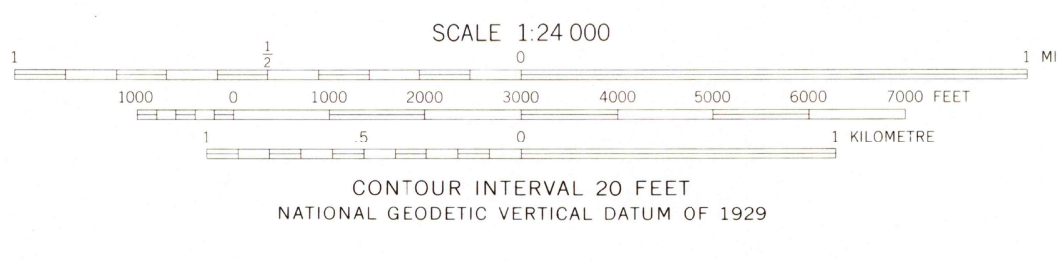 SCALE 1:24 000
1 1/2 0 1 MI
1000 0 1000 2000 3000 4000 5000 6000 7000 FEET
1 .5 0 1 KILOMETRE
CONTOUR INTERVAL 20 FEET
NATIONAL GEODETIC VERTICAL DATUM OF 1929